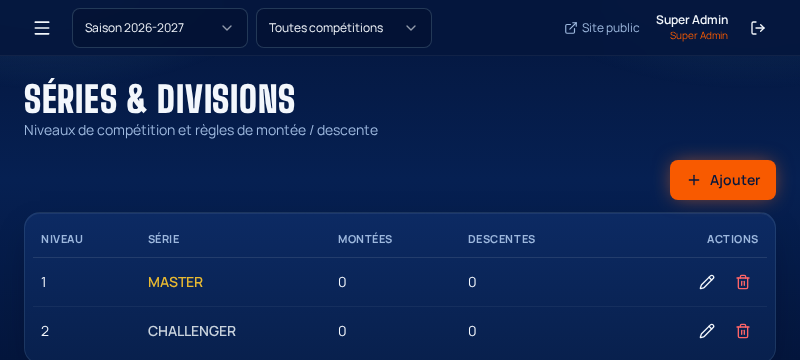 Saison 2026-2027
Toutes compétitions
Site public
Super Admin
Super Admin
SÉRIES & DIVISIONS
Niveaux de compétition et règles de montée / descente
Ajouter
NIVEAU SÉRIE MONTÉES DESCENTES ACTIONS
1 MASTER 0 0
2 CHALLENGER 0 0